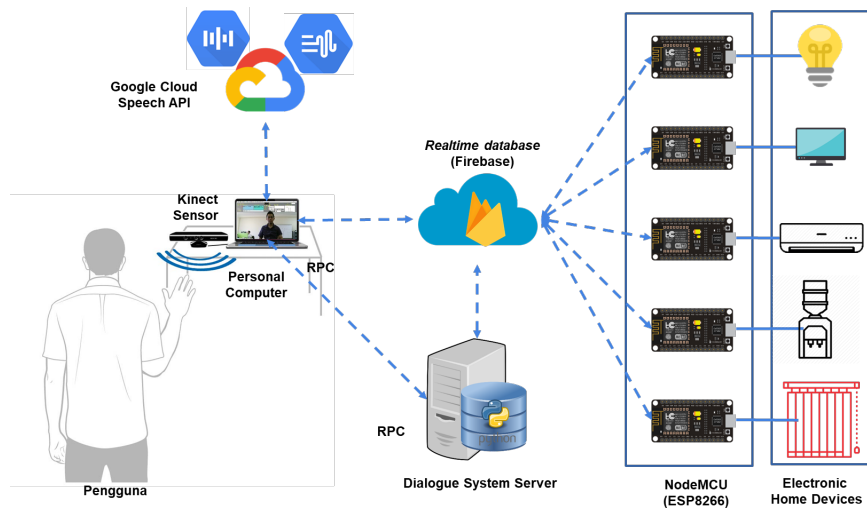 Google Cloud
Speech API
Realtime database
(Firebase)
Kinect
Sensor
RPC
Personal
Computer
RPC
Pengguna
Dialogue System Server
NodeMCU
(ESP8266)
Electronic
Home Devices